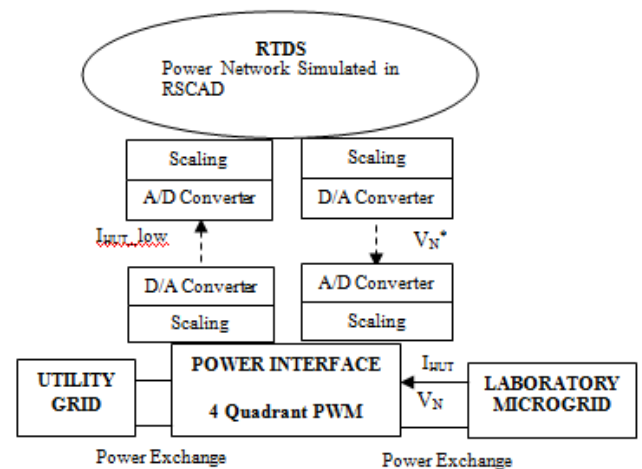 RTDS
Power Network Simulated in
RSCAD
Scaling
Scaling
A/D Converter
D/A Converter
I_HUT_low
V_N*
D/A Converter
A/D Converter
Scaling
Scaling
UTILITY
GRID
POWER INTERFACE
4 Quadrant PWM
I_HUT
V_N
LABORATORY
MICROGRID
Power Exchange
Power Exchange